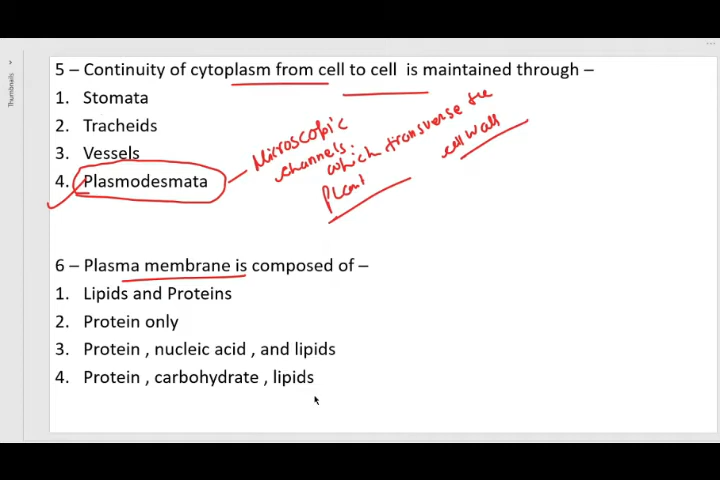 Thumbnails
5 – Continuity of cytoplasm from cell to cell is maintained through –
1. Stomata
2. Tracheids
3. Vessels
4. Plasmodesmata
Microscopic
channels.
which transverse the
plant
cell wall
6 – Plasma membrane is composed of –
1. Lipids and Proteins
2. Protein only
3. Protein , nucleic acid , and lipids
4. Protein , carbohydrate , lipids